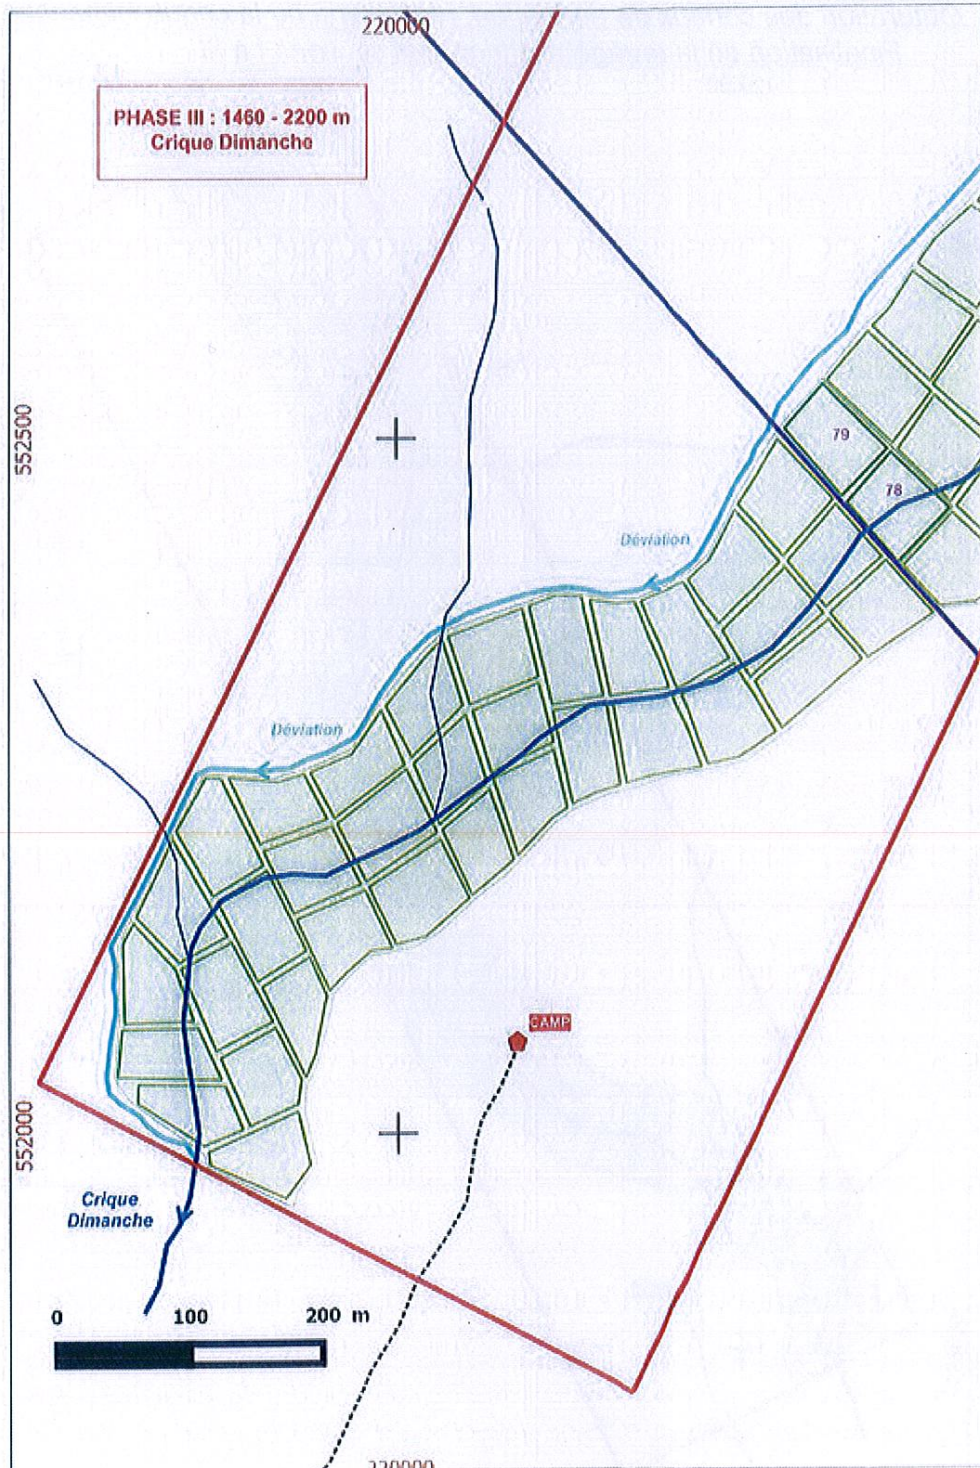 220000
PHASE III : 1460 - 2200 m
Crique Dimanche
552500
79
78
Déviation
Déviation
CAMP
552000
Crique
Dimanche
0 100 200 m
220000